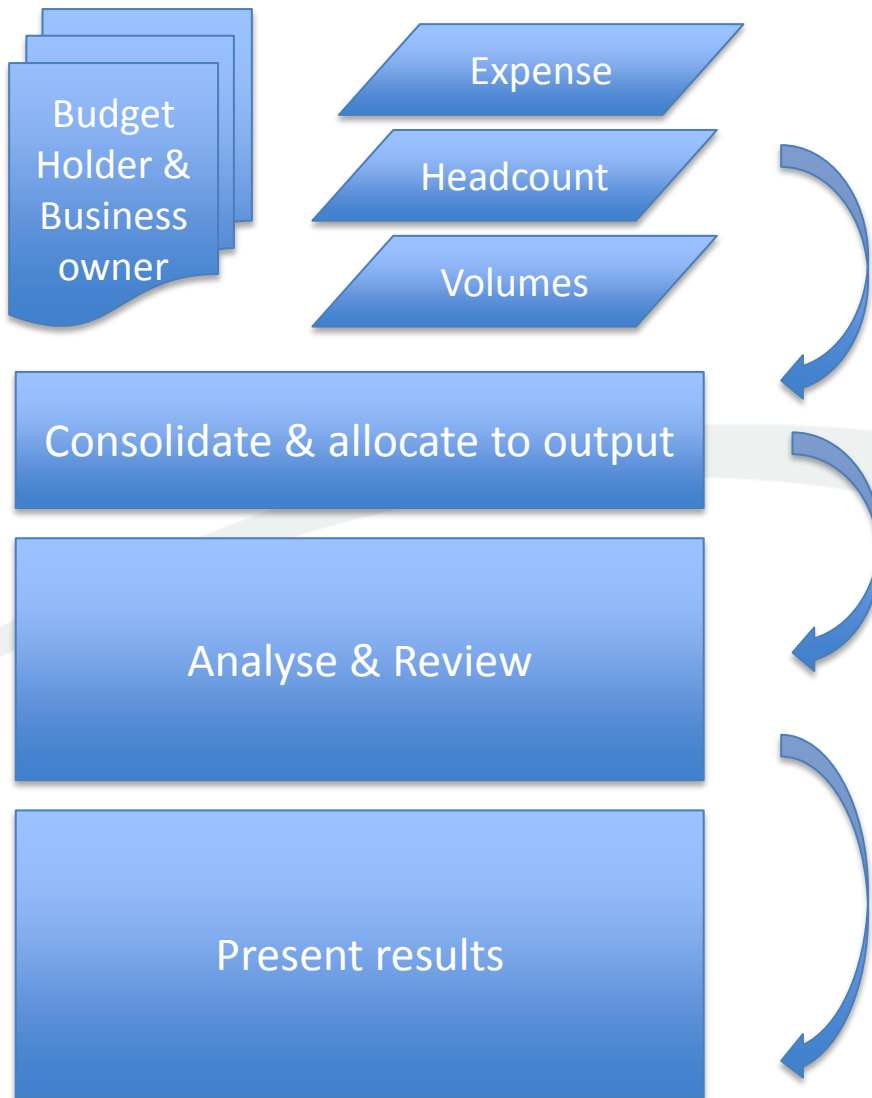 Budget
Holder &
Business
owner
Expense
Headcount
Volumes
Consolidate & allocate to output
Analyse & Review
Present results